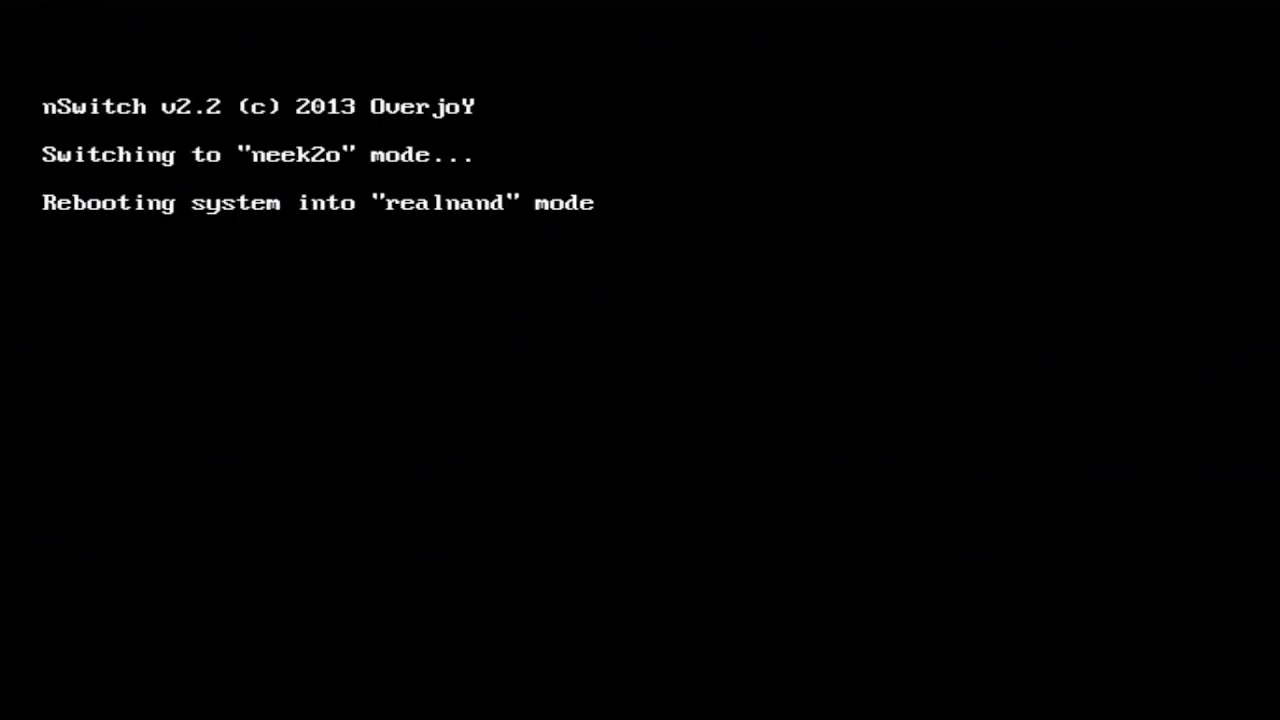 nSwitch v2.2 (c) 2013 OverjoY
Switching to "neek2o" mode...
Rebooting system into "realnand" mode